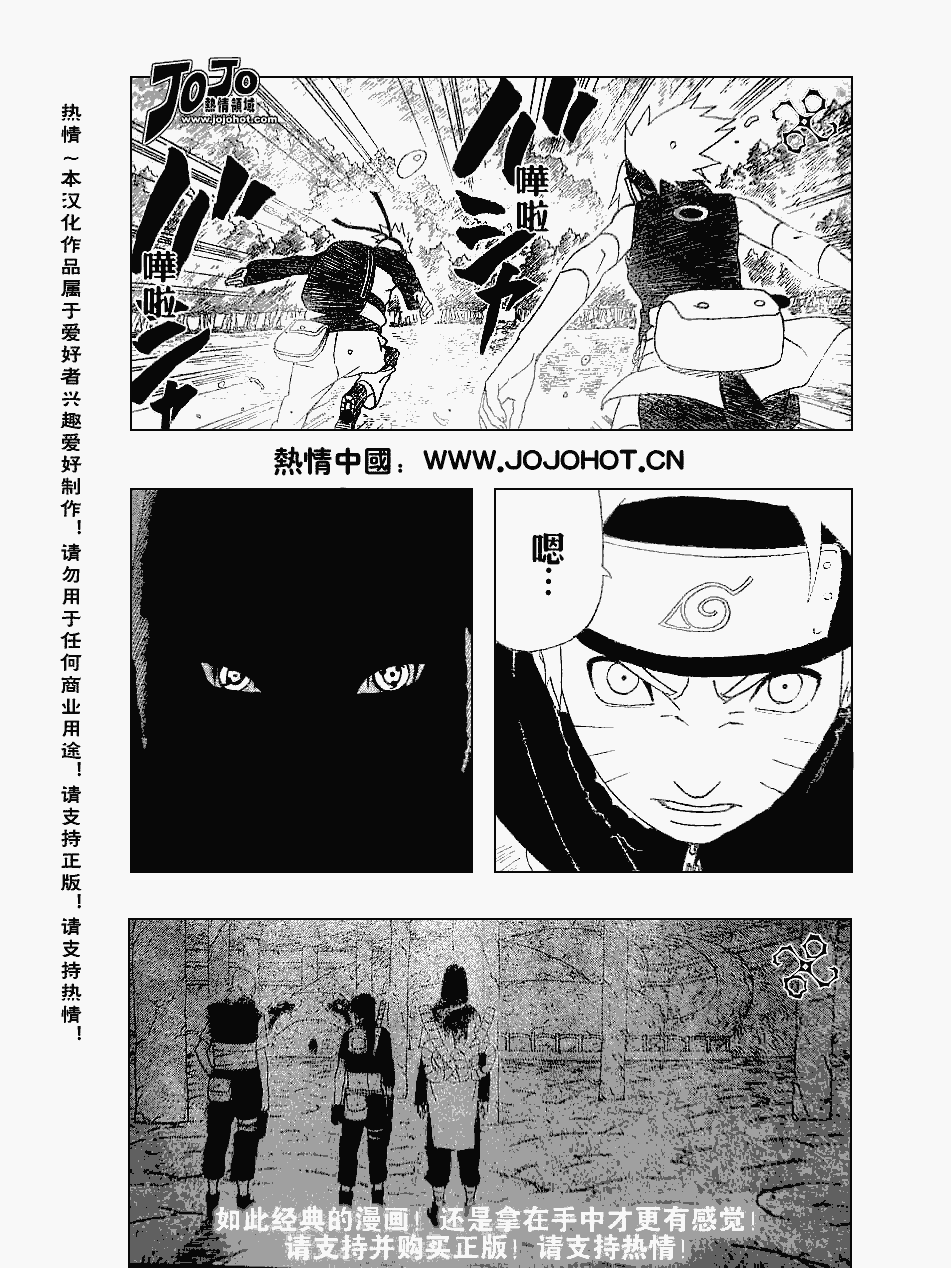 JOJO
熱情領域
www.jojohot.com
热情～本汉化作品属于爱好者兴趣爱好制作！请勿用于任何商业用途！请支持正版！请支持热情！
嘩啦
バシャ
嘩啦
バシャ
熱情中國：WWW.JOJOHOT.CN
嗯…
如此经典的漫画！还是拿在手中才更有感觉！
请支持并购买正版！请支持热情！